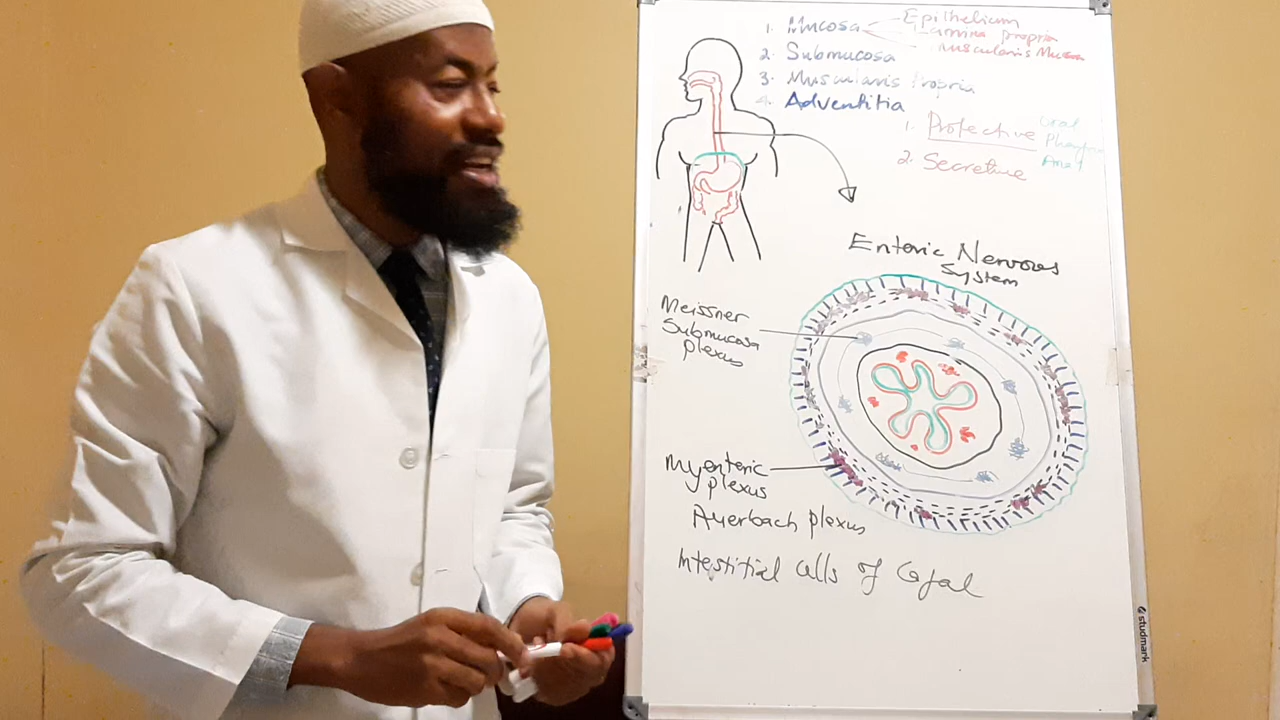 1. Mucosa Epithelium
Lamina propria
Muscularis Mucosa
2. Submucosa
3. Muscularis Propria
4. Adventitia
1. Protective Oral
Pharynx
Anal
2. Secretive
Enteric Nervous
System
Meissner
Submucosa
plexus
Myenteric
plexus
Auerbach plexus
Intestitial cells of Cajal
studmark